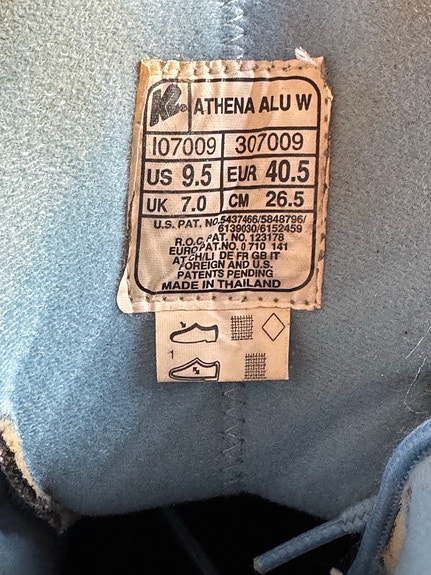 K2® ATHENA ALU W
I07009 307009
US 9.5 EUR 40.5
UK 7.0 CM 26.5
U.S. PAT. NO.5437466/5848796/
6139030/6152459
R.O.C. PAT. NO. 123178
EUROPAT.NO. 0 710 141
AT/CH/LI DE FR GB IT
FOREIGN AND U.S.
PATENTS PENDING
MADE IN THAILAND
1